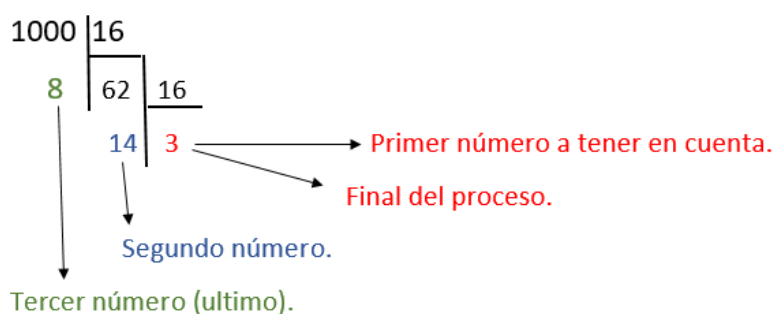 1000 16
8 62 16
14 3 Primer número a tener en cuenta.
Final del proceso.
Segundo número.
Tercer número (ultimo).